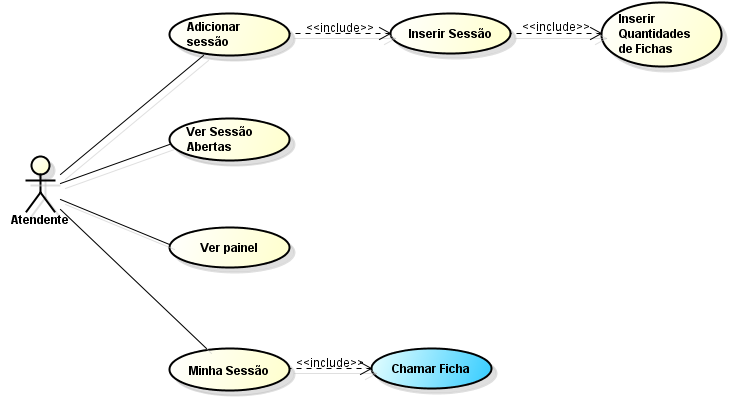 Adicionar
sessão
<<include>>
Inserir Sessão
<<include>>
Inserir
Quantidades
de Fichas
Ver Sessão
Abertas
Atendente
Ver painel
Minha Sessão
<<include>>
Chamar Ficha